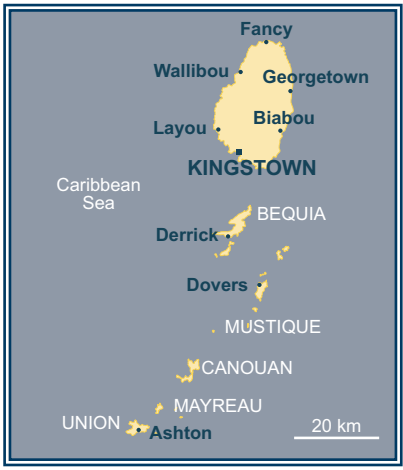 Fancy
Wallibou
Georgetown
Biabou
Layou
KINGSTOWN
Caribbean
Sea
BEQUIA
Derrick
Dovers
MUSTIQUE
CANOUAN
MAYREAU
UNION
Ashton
20 km